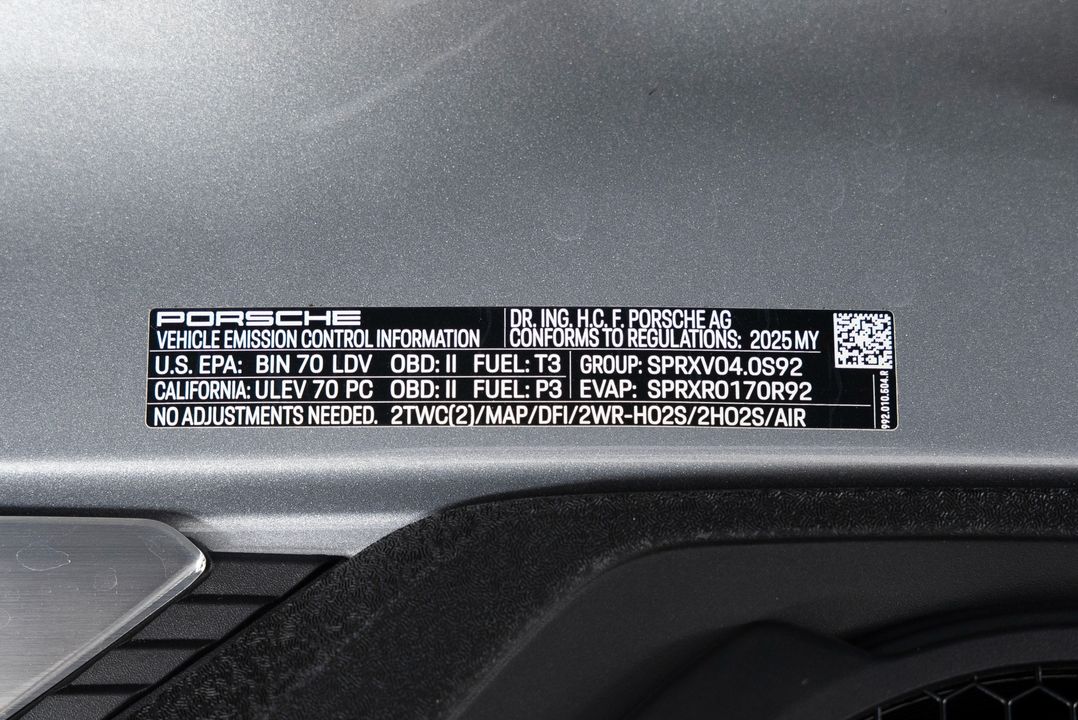 PORSCHE
VEHICLE EMISSION CONTROL INFORMATION
DR. ING. H.C. F. PORSCHE AG
CONFORMS TO REGULATIONS: 2025 MY
U.S. EPA: BIN 70 LDV OBD: II FUEL: T3
CALIFORNIA: ULEV 70 PC OBD: II FUEL: P3
GROUP: SPRXV04.0S92
EVAP: SPRXR0170R92
NO ADJUSTMENTS NEEDED. 2TWC(2)/MAP/DFI/2WR-HO2S/2HO2S/AIR
992.010.504.R